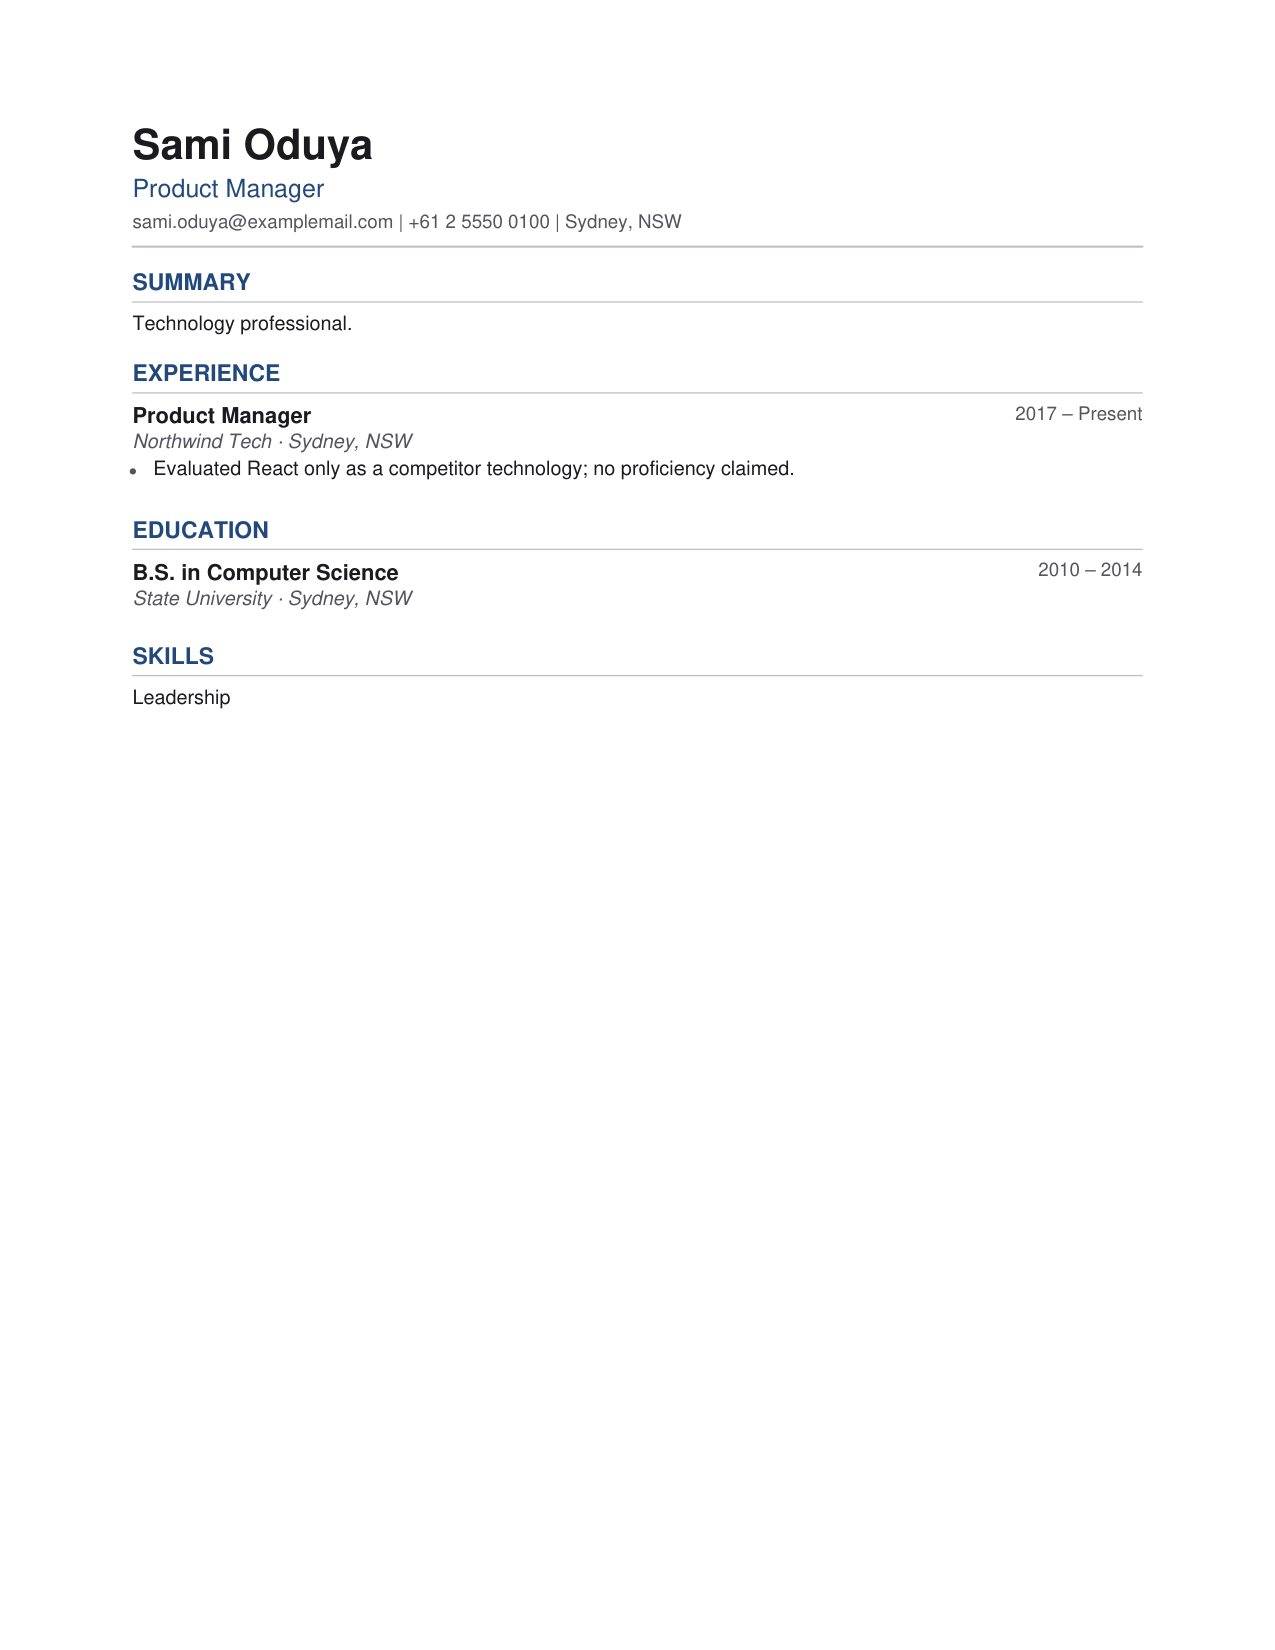 Sami Oduya
Product Manager
sami.oduya@examplemail.com | +61 2 5550 0100 | Sydney, NSW
SUMMARY
Technology professional.
EXPERIENCE
Product Manager 2017 – Present
Northwind Tech · Sydney, NSW
• Evaluated React only as a competitor technology; no proficiency claimed.
EDUCATION
B.S. in Computer Science 2010 – 2014
State University · Sydney, NSW
SKILLS
Leadership